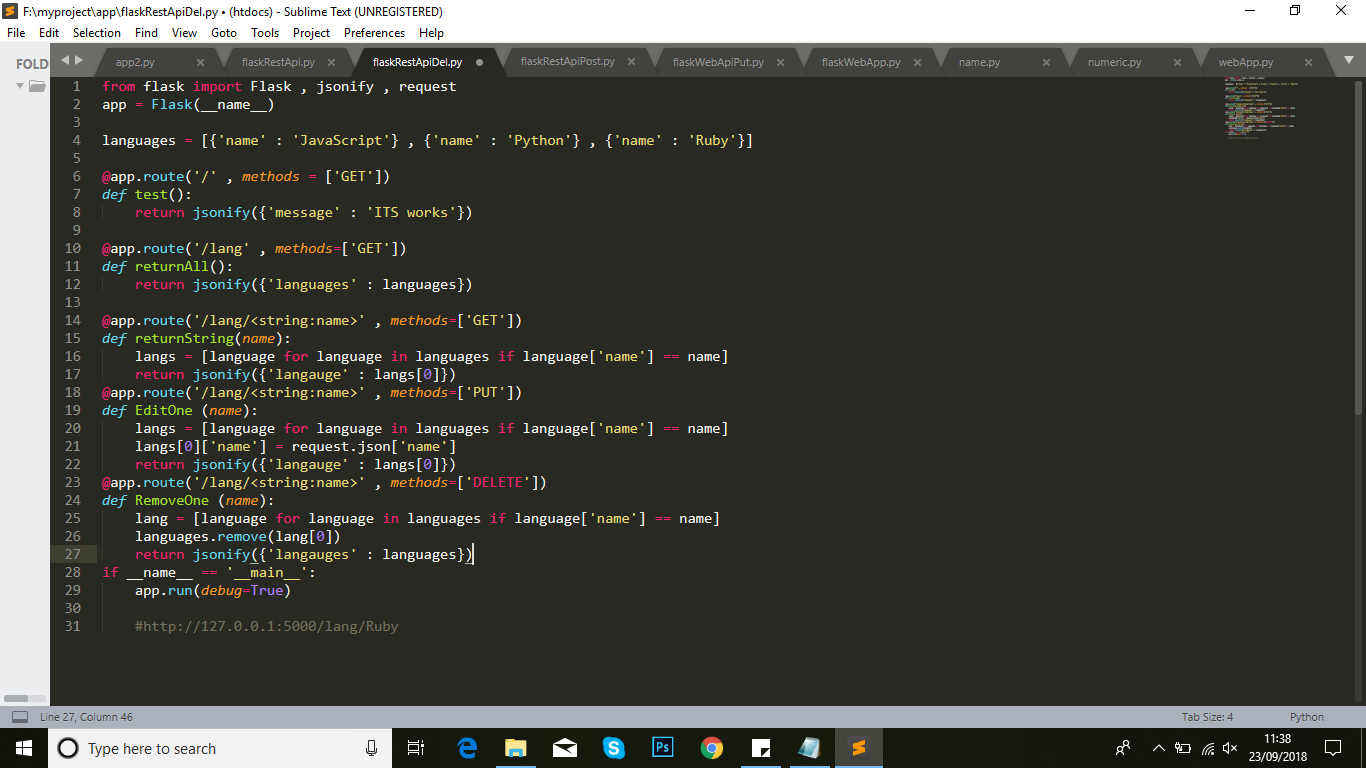 F:\myproject\app\flaskRestApiDel.py • (htdocs) - Sublime Text (UNREGISTERED)
File Edit Selection Find View Goto Tools Project Preferences Help
FOLD
app2.py flaskRestApi.py flaskRestApiDel.py flaskRestApiPost.py flaskWebApiPut.py flaskWebApp.py name.py numeric.py webApp.py
1 from flask import Flask , jsonify , request
2 app = Flask(__name__)
3
4 languages = [{'name' : 'JavaScript'} , {'name' : 'Python'} , {'name' : 'Ruby'}]
5
6 @app.route('/' , methods = ['GET'])
7 def test():
8     return jsonify({'message' : 'ITS works'})
9
10 @app.route('/lang' , methods=['GET'])
11 def returnAll():
12     return jsonify({'languages' : languages})
13
14 @app.route('/lang/<string:name>' , methods=['GET'])
15 def returnString(name):
16     langs = [language for language in languages if language['name'] == name]
17     return jsonify({'langauge' : langs[0]})
18 @app.route('/lang/<string:name>' , methods=['PUT'])
19 def EditOne (name):
20     langs = [language for language in languages if language['name'] == name]
21     langs[0]['name'] = request.json['name']
22     return jsonify({'langauge' : langs[0]})
23 @app.route('/lang/<string:name>' , methods=['DELETE'])
24 def RemoveOne (name):
25     lang = [language for language in languages if language['name'] == name]
26     languages.remove(lang[0])
27     return jsonify({'langauges' : languages})
28 if __name__ == '__main__':
29     app.run(debug=True)
30
31     #http://127.0.0.1:5000/lang/Ruby
Line 27, Column 46 Tab Size: 4 Python
Type here to search
Ps
11:38
23/09/2018